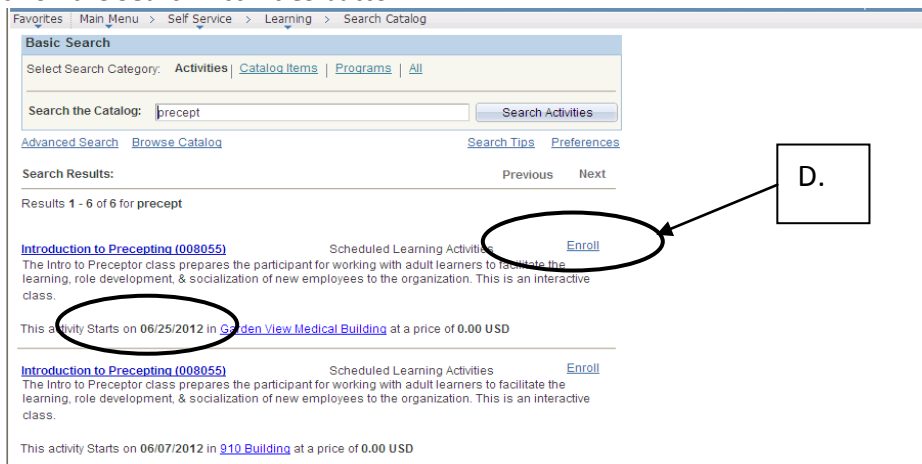 Favorites Main Menu > Self Service > Learning > Search Catalog
Basic Search
Select Search Category: Activities | Catalog Items | Programs | All
Search the Catalog: precept Search Activities
Advanced Search Browse Catalog Search Tips Preferences
Search Results: Previous Next
D.
Results 1 - 6 of 6 for precept
Introduction to Precepting (008055) Scheduled Learning Activities Enroll
The Intro to Preceptor class prepares the participant for working with adult learners to facilitate the
learning, role development, & socialization of new employees to the organization. This is an interactive
class.
This activity Starts on 06/25/2012 in Garden View Medical Building at a price of 0.00 USD
Introduction to Precepting (008055) Scheduled Learning Activities Enroll
The Intro to Preceptor class prepares the participant for working with adult learners to facilitate the
learning, role development, & socialization of new employees to the organization. This is an interactive
class.
This activity Starts on 06/07/2012 in 910 Building at a price of 0.00 USD